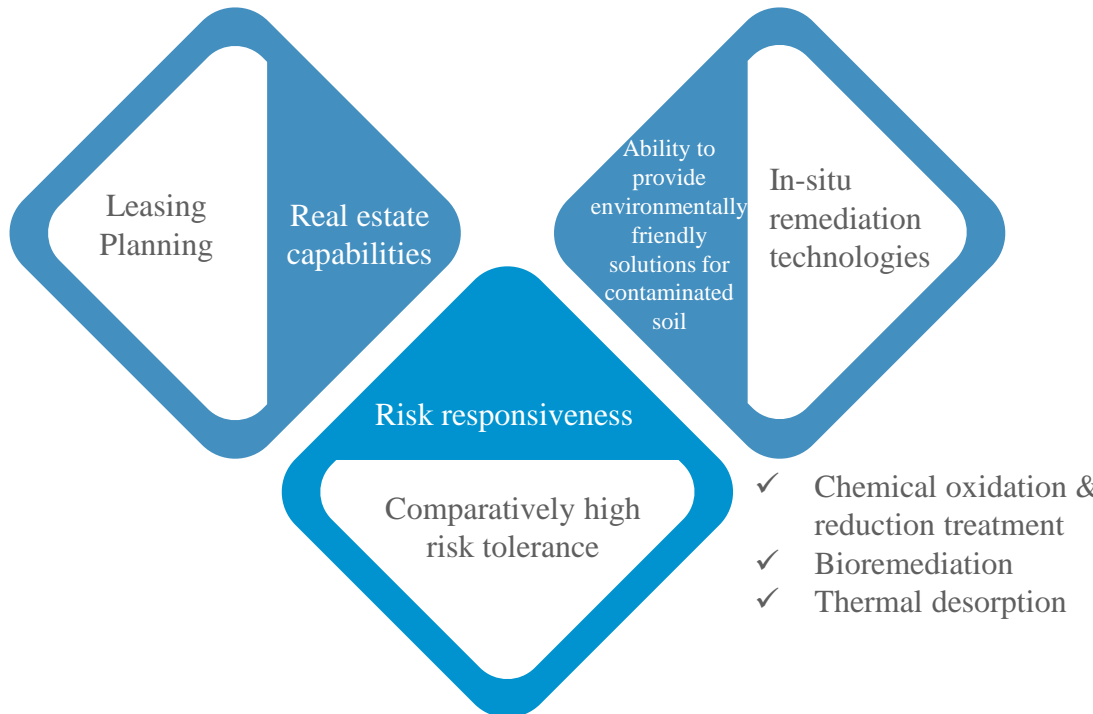 Leasing
Planning
Real estate
capabilities
Ability to
provide
environmentally
friendly
solutions for
contaminated
soil
In-situ
remediation
technologies
Risk responsiveness
Comparatively high
risk tolerance
✓ Chemical oxidation &
reduction treatment
✓ Bioremediation
✓ Thermal desorption